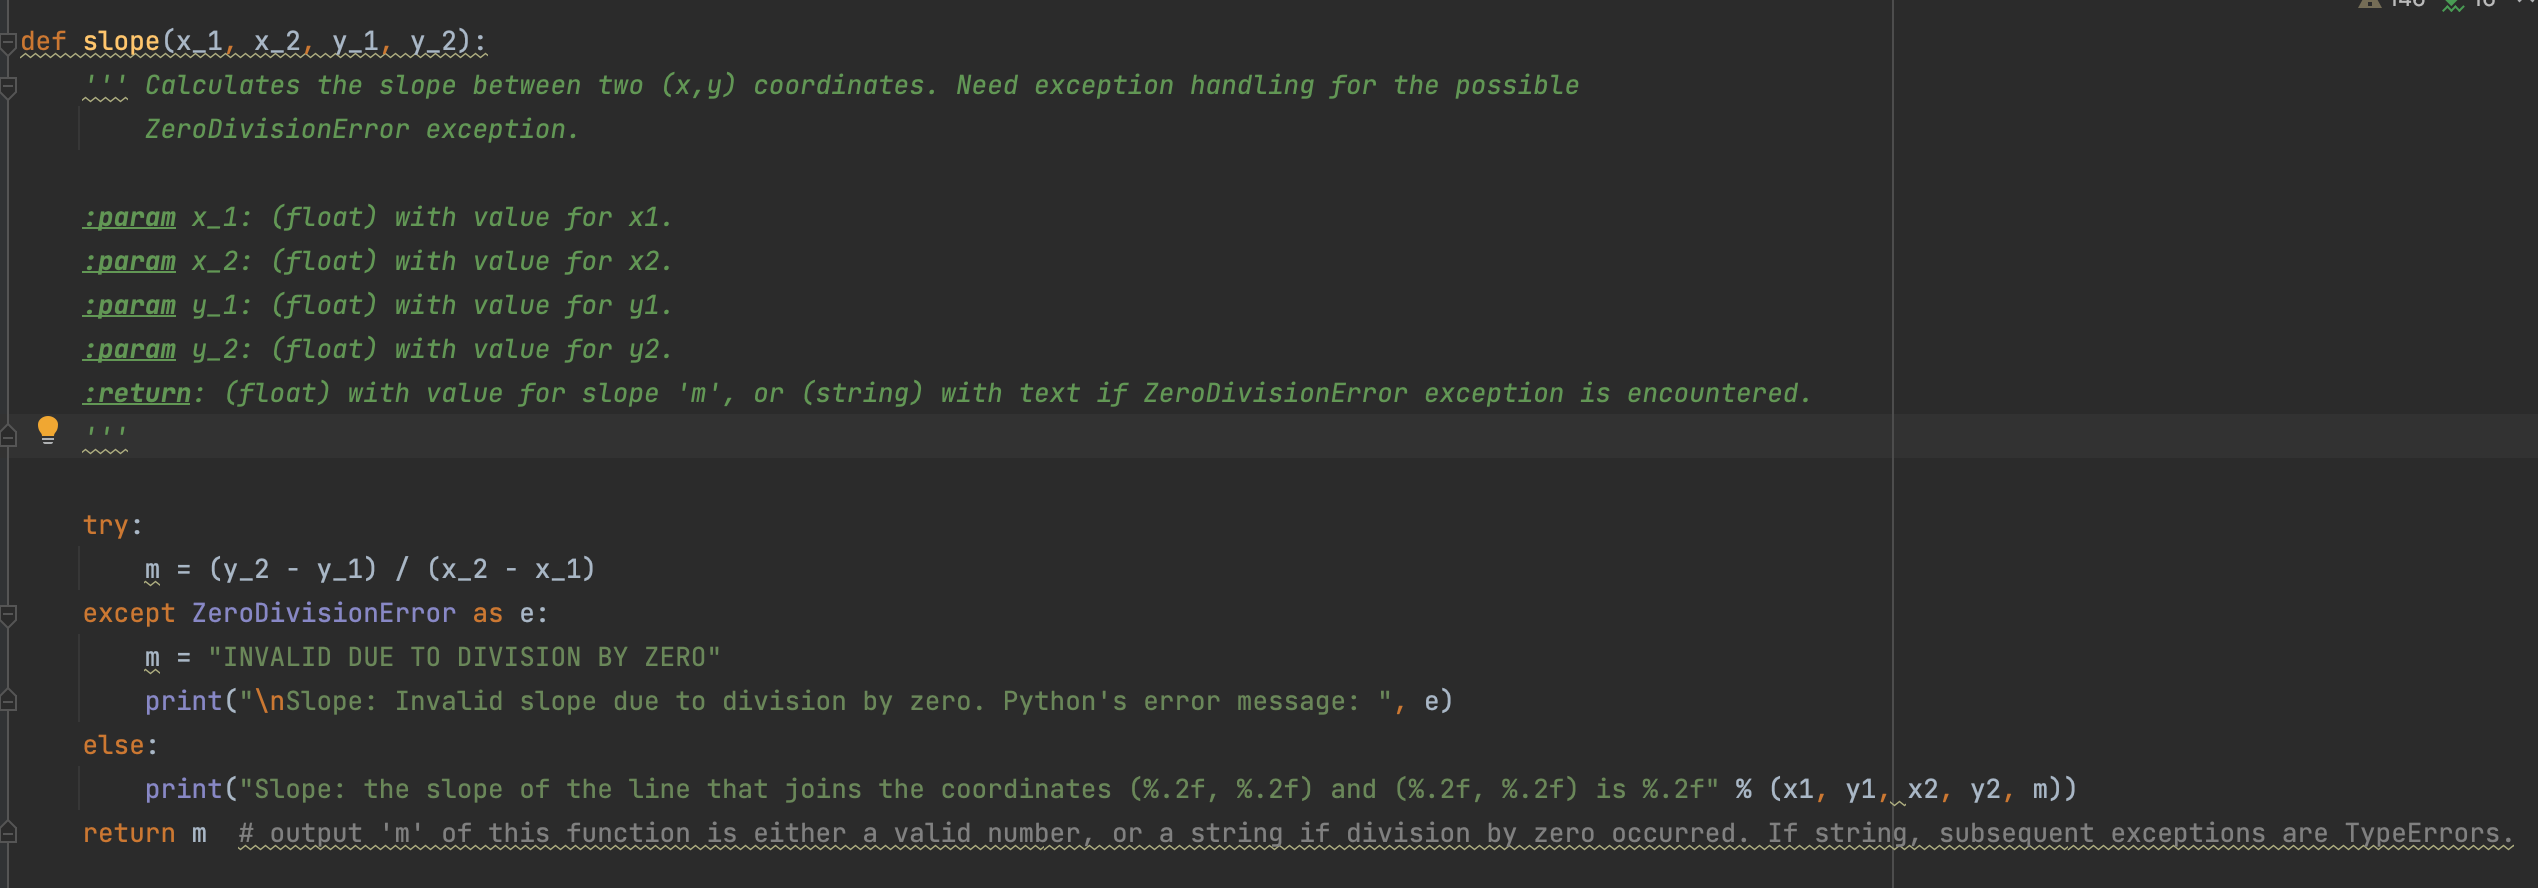 def slope(x_1, x_2, y_1, y_2):
''' Calculates the slope between two (x,y) coordinates. Need exception handling for the possible
ZeroDivisionError exception.
:param x_1: (float) with value for x1.
:param x_2: (float) with value for x2.
:param y_1: (float) with value for y1.
:param y_2: (float) with value for y2.
:return: (float) with value for slope 'm', or (string) with text if ZeroDivisionError exception is encountered.
'''
try:
m = (y_2 - y_1) / (x_2 - x_1)
except ZeroDivisionError as e:
m = "INVALID DUE TO DIVISION BY ZERO"
print("\nSlope: Invalid slope due to division by zero. Python's error message: ", e)
else:
print("Slope: the slope of the line that joins the coordinates (%.2f, %.2f) and (%.2f, %.2f) is %.2f" % (x1, y1, x2, y2, m))
return m  # output 'm' of this function is either a valid number, or a string if division by zero occurred. If string, subsequent exceptions are TypeErrors.